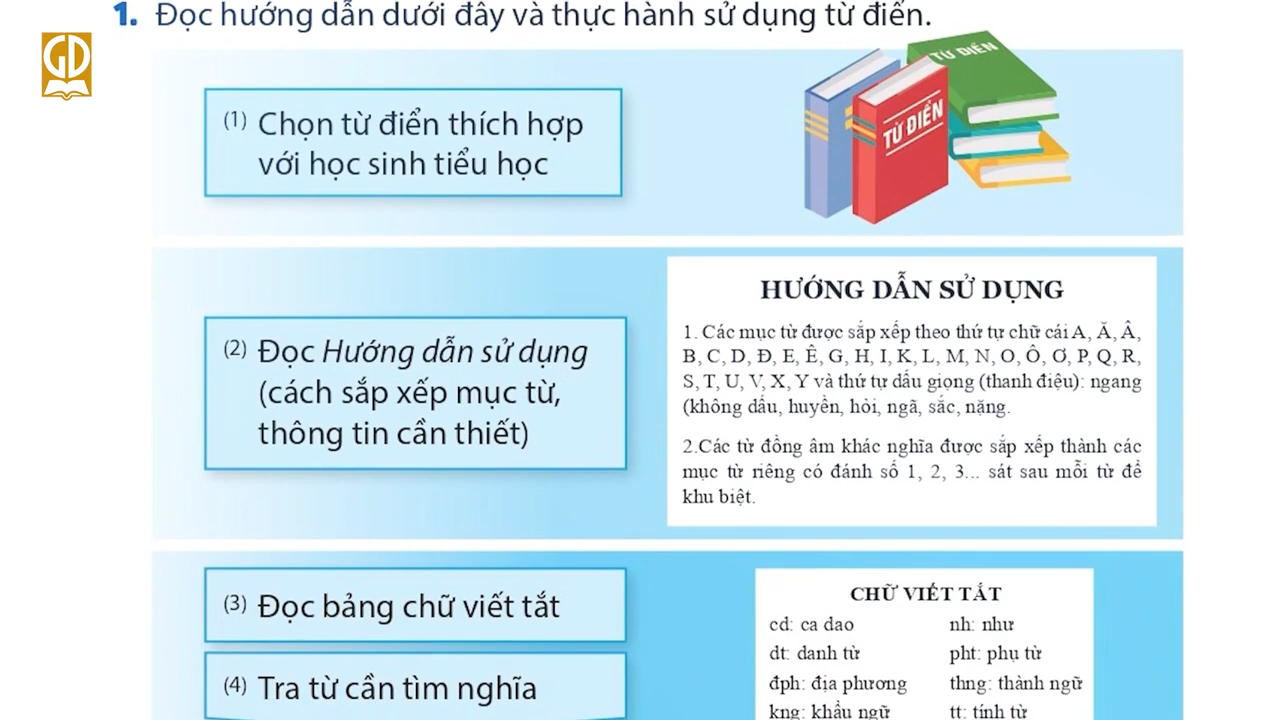 1. Đọc hướng dẫn dưới đây và thực hành sử dụng từ điển.
GD
(1) Chọn từ điển thích hợp
với học sinh tiểu học
TỪ ĐIỂN
TỪ ĐIỂN
(2) Đọc Hướng dẫn sử dụng
(cách sắp xếp mục từ,
thông tin cần thiết)
HƯỚNG DẪN SỬ DỤNG
1. Các mục từ được sắp xếp theo thứ tự chữ cái A, Ă, Â,
B, C, D, Đ, E, Ê, G, H, I, K, L, M, N, O, Ô, Ơ, P, Q, R,
S, T, U, V, X, Y và thứ tự dấu giọng (thanh điệu): ngang
(không dấu, huyền, hỏi, ngã, sắc, nặng.
2.Các từ đồng âm khác nghĩa được sắp xếp thành các
mục từ riêng có đánh số 1, 2, 3... sát sau mỗi từ để
khu biệt.
(3) Đọc bảng chữ viết tắt
(4) Tra từ cần tìm nghĩa
CHỮ VIẾT TẮT
cd: ca dao nh: như
dt: danh từ pht: phụ từ
đph: địa phương thng: thành ngữ
kng: khẩu ngữ tt: tính từ